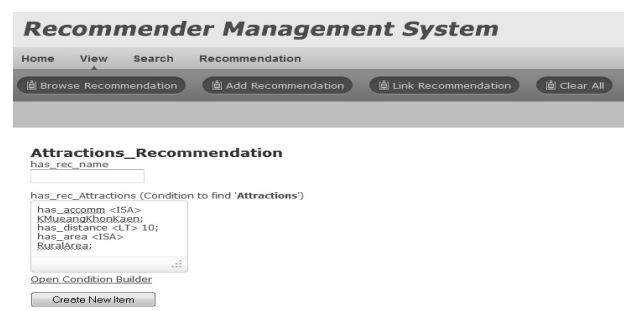 Recommender Management System
Home View Search Recommendation
Browse Recommendation Add Recommendation Link Recommendation Clear All
Attractions_Recommendation
has_rec_name
has_rec_Attractions (Condition to find 'Attractions')
has_accomm <ISA>
KMueangKhonKaen;
has_distance <LT> 10;
has_area <ISA>
RuralArea;
Open Condition Builder
Create New Item